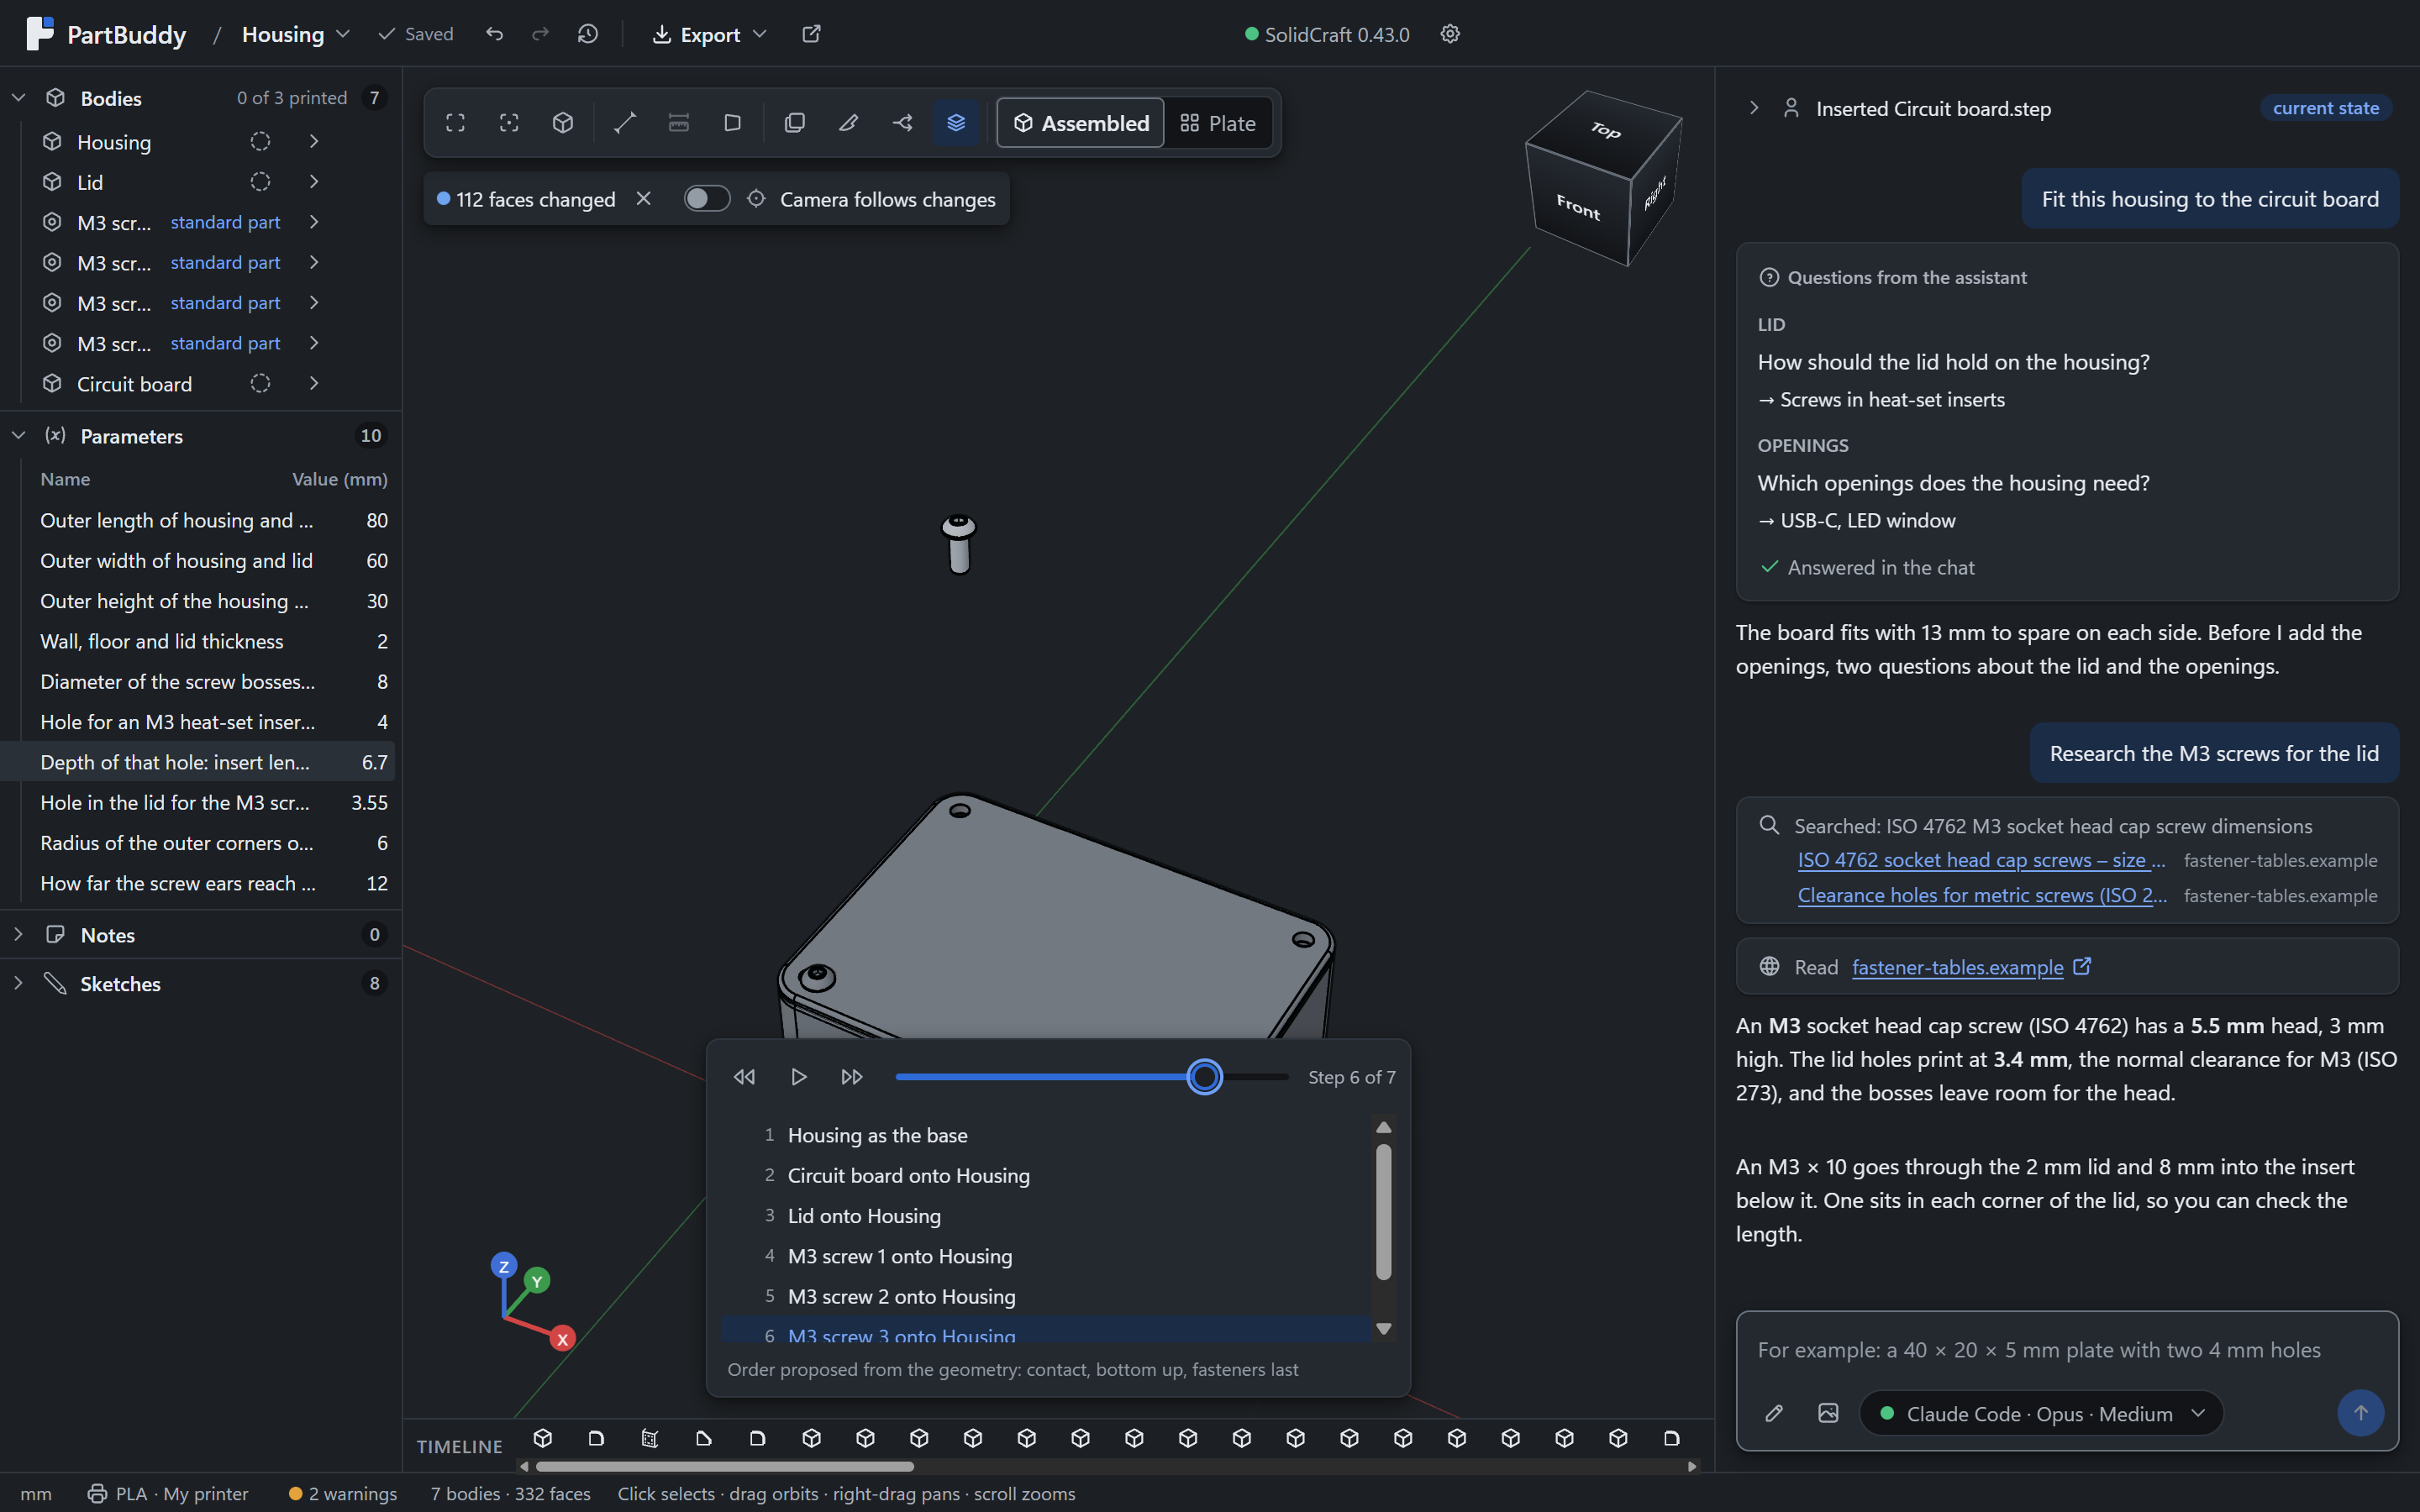 PartBuddy / Housing Saved Export SolidCraft 0.43.0
Bodies 0 of 3 printed 7
Housing
Lid
M3 scr... standard part
M3 scr... standard part
M3 scr... standard part
M3 scr... standard part
Circuit board
Parameters 10
Name Value (mm)
Outer length of housing and ... 80
Outer width of housing and lid 60
Outer height of the housing ... 30
Wall, floor and lid thickness 2
Diameter of the screw bosses... 8
Hole for an M3 heat-set inser... 4
Depth of that hole: insert len... 6.7
Hole in the lid for the M3 scr... 3.55
Radius of the outer corners o... 6
How far the screw ears reach ... 12
Notes 0
Sketches 8
Assembled Plate
112 faces changed Camera follows changes
Top
Front
Right
Z
Y
X
Step 6 of 7
1 Housing as the base
2 Circuit board onto Housing
3 Lid onto Housing
4 M3 screw 1 onto Housing
5 M3 screw 2 onto Housing
6 M3 screw 3 onto Housing
Order proposed from the geometry: contact, bottom up, fasteners last
TIMELINE
Inserted Circuit board.step current state
Fit this housing to the circuit board
Questions from the assistant
LID
How should the lid hold on the housing?
→ Screws in heat-set inserts
OPENINGS
Which openings does the housing need?
→ USB-C, LED window
Answered in the chat
The board fits with 13 mm to spare on each side. Before I add the
openings, two questions about the lid and the openings.
Research the M3 screws for the lid
Searched: ISO 4762 M3 socket head cap screw dimensions
ISO 4762 socket head cap screws – size ... fastener-tables.example
Clearance holes for metric screws (ISO 2... fastener-tables.example
Read fastener-tables.example
An M3 socket head cap screw (ISO 4762) has a 5.5 mm head, 3 mm
high. The lid holes print at 3.4 mm, the normal clearance for M3 (ISO
273), and the bosses leave room for the head.
An M3 × 10 goes through the 2 mm lid and 8 mm into the insert
below it. One sits in each corner of the lid, so you can check the
length.
For example: a 40 × 20 × 5 mm plate with two 4 mm holes
Claude Code · Opus · Medium
mm PLA · My printer 2 warnings 7 bodies · 332 faces Click selects · drag orbits · right-drag pans · scroll zooms